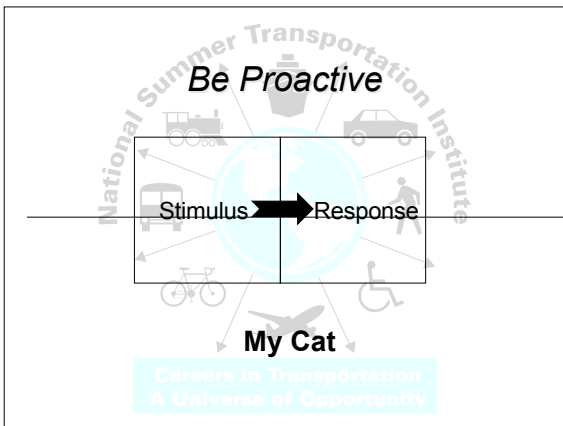 National Summer Transportation Institute
Be Proactive
Stimulus Response
My Cat
Careers in Transportation
A Universe of Opportunity